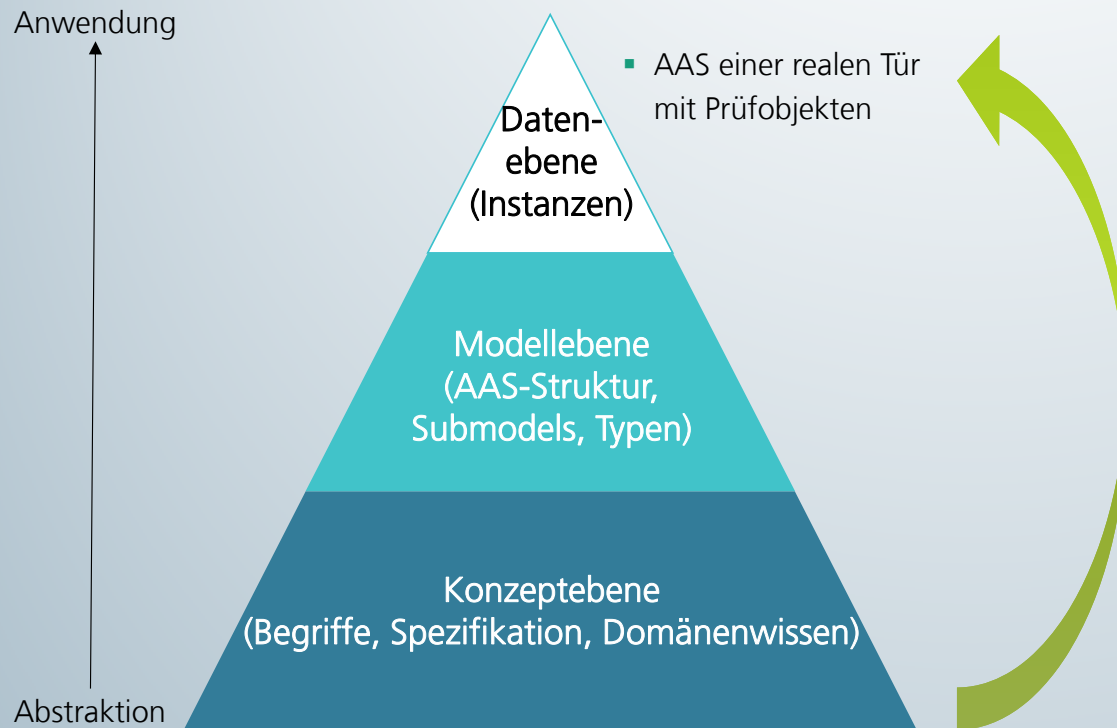 Anwendung
▪ AAS einer realen Tür
mit Prüfobjekten
Daten-
ebene
(Instanzen)
Modellebene
(AAS-Struktur,
Submodels, Typen)
Konzeptebene
(Begriffe, Spezifikation, Domänenwissen)
Abstraktion